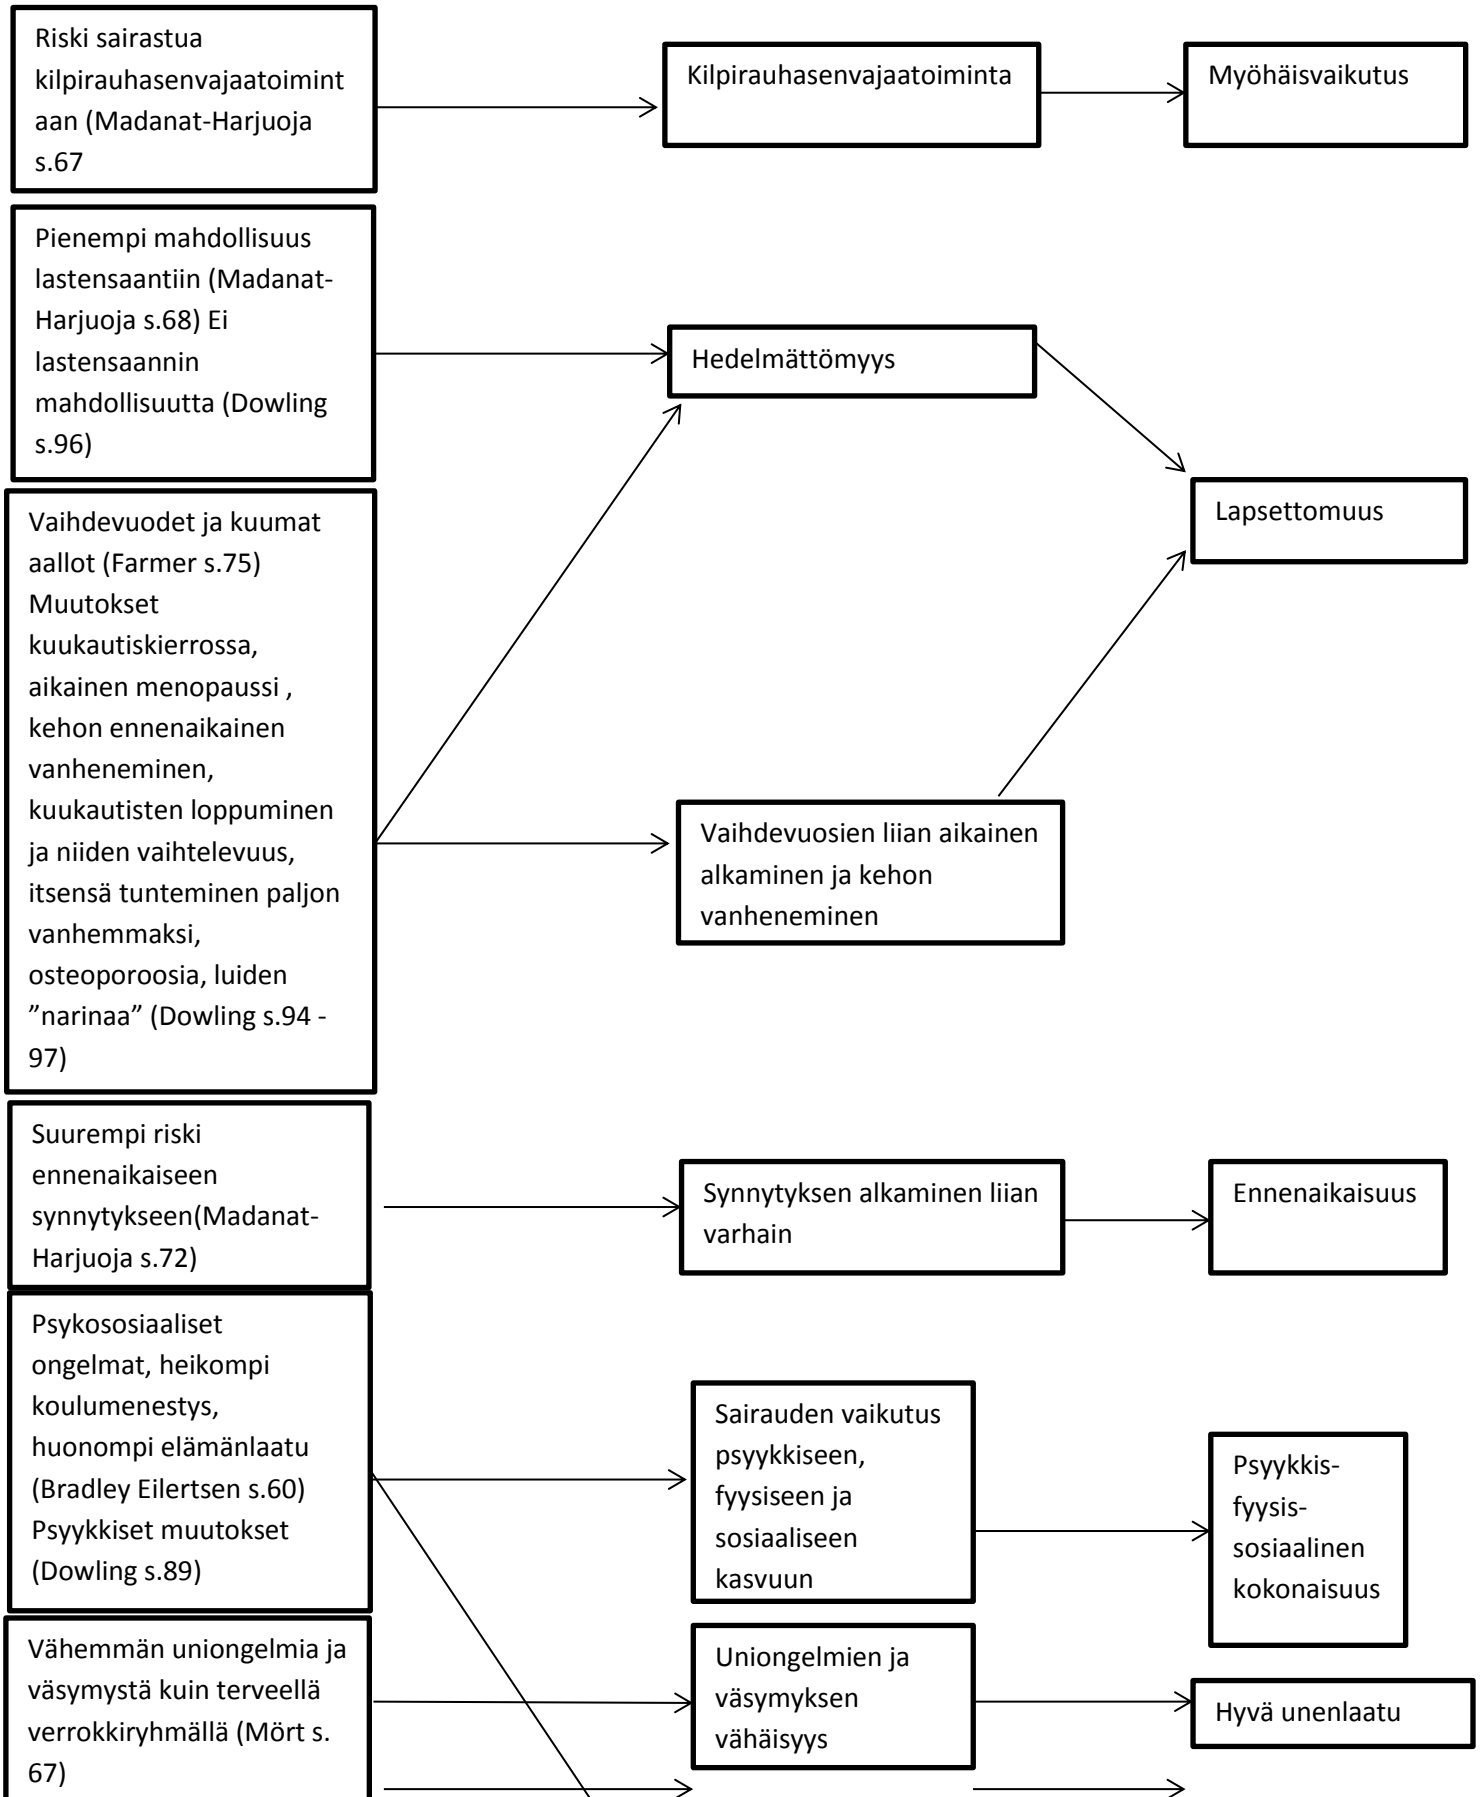 Riski sairastua
kilpirauhasenvajaatoimint
aan (Madanat-Harjuoja
s.67
Kilpirauhasenvajaatoiminta
Myöhäisvaikutus
Pienempi mahdollisuus
lastensaantiin (Madanat-
Harjuoja s.68) Ei
lastensaannin
mahdollisuutta (Dowling
s.96)
Hedelmättömyys
Lapsettomuus
Vaihdevuodet ja kuumat
aallot (Farmer s.75)
Muutokset
kuukautiskierrossa,
aikainen menopaussi ,
kehon ennenaikainen
vanheneminen,
kuukautisten loppuminen
ja niiden vaihtelevuus,
itsensä tunteminen paljon
vanhemmaksi,
osteoporoosia, luiden
”narinaa” (Dowling s.94 -
97)
Vaihdevuosien liian aikainen
alkaminen ja kehon
vanheneminen
Suurempi riski
ennenaikaiseen
synnytykseen(Madanat-
Harjuoja s.72)
Synnytyksen alkaminen liian
varhain
Ennenaikaisuus
Psykososiaaliset
ongelmat, heikompi
koulumenestys,
huonompi elämänlaatu
(Bradley Eilertsen s.60)
Psyykkiset muutokset
(Dowling s.89)
Sairauden vaikutus
psyykkiseen,
fyysiseen ja
sosiaaliseen
kasvuun
Psyykkis-
fyysis-
sosiaalinen
kokonaisuus
Vähemmän uniongelmia ja
väsymystä kuin terveellä
verrokkiryhmällä (Mört s.
67)
Uniongelmien ja
väsymyksen
vähäisyys
Hyvä unenlaatu